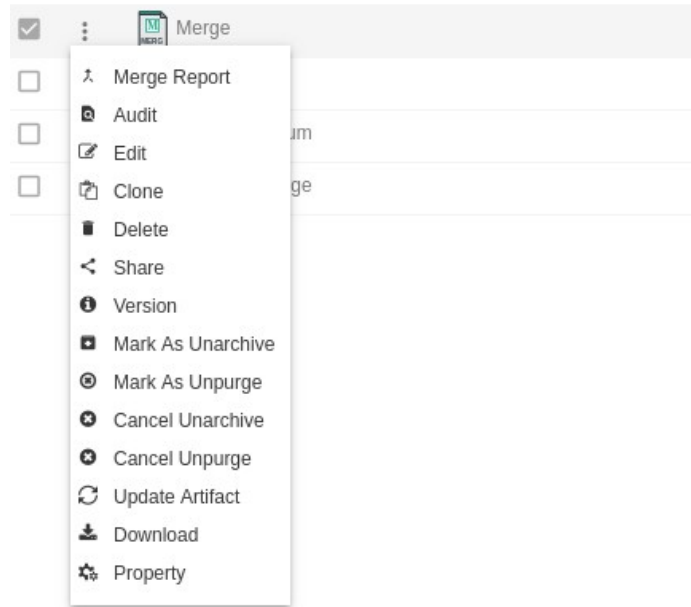 Merge
M
MERG
Merge Report
Audit
um
Edit
ge
Clone
Delete
Share
Version
Mark As Unarchive
Mark As Unpurge
Cancel Unarchive
Cancel Unpurge
Update Artifact
Download
Property